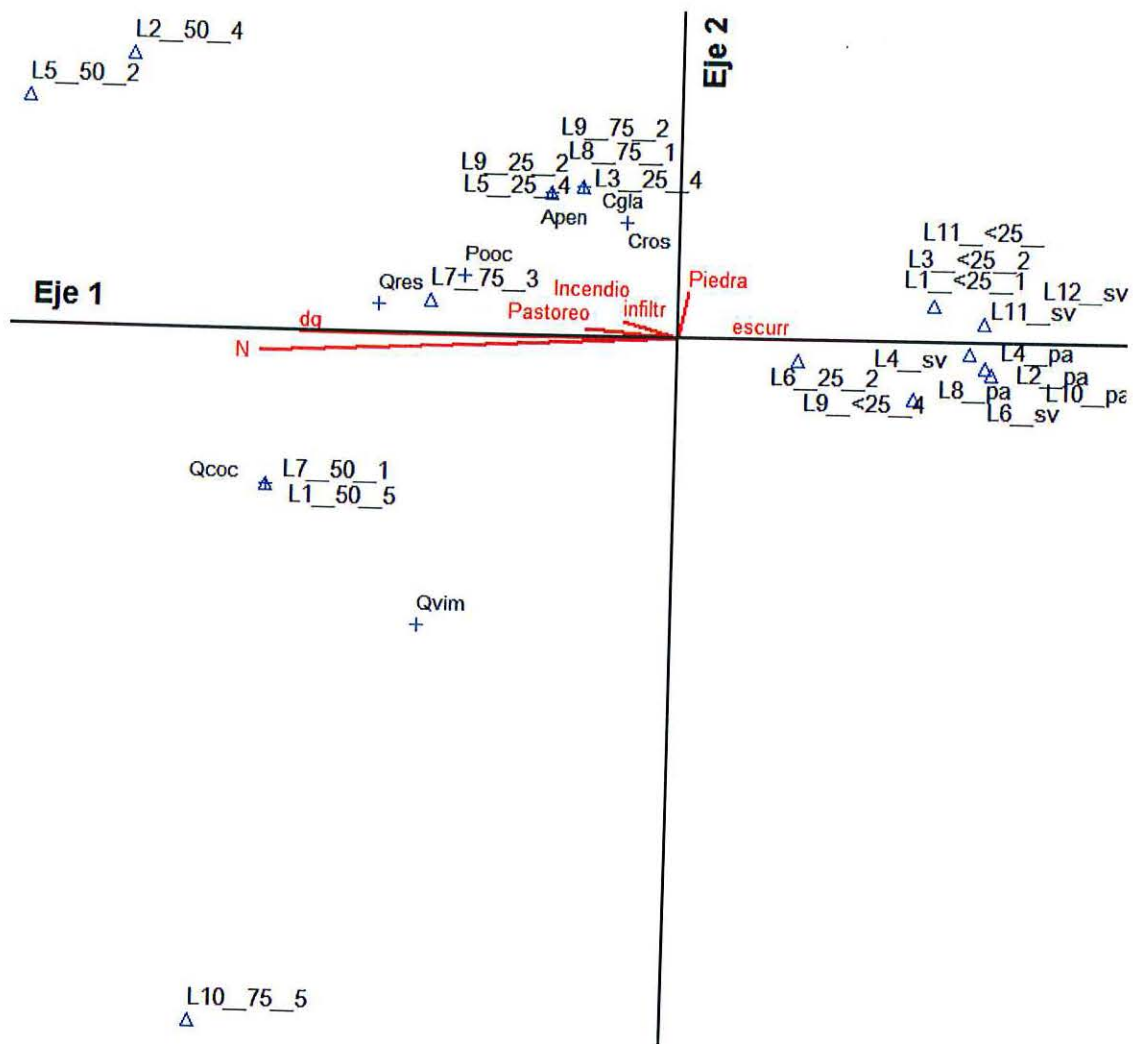 L2__50__4
L5__50__2
Eje 2
L9__75__2
L9__25__2
L8__75__1
L5__25__4
L3__25__4
Cgla
Apen
Cros
L11__<25__
Pooc
L3__<25__2
Qres
L7__75__3
Incendio
Piedra
L1__<25__1
L12__sv
Eje 1
Pastoreo
infiltr
L11__sv
dq
escurr
N
L4__sv
L4__pa
L6__25__2
L8__pa
L2__pa
L10__pa
L9__<25__4
L6__sv
Qcoc
L7__50__1
L1__50__5
Qvim
L10__75__5